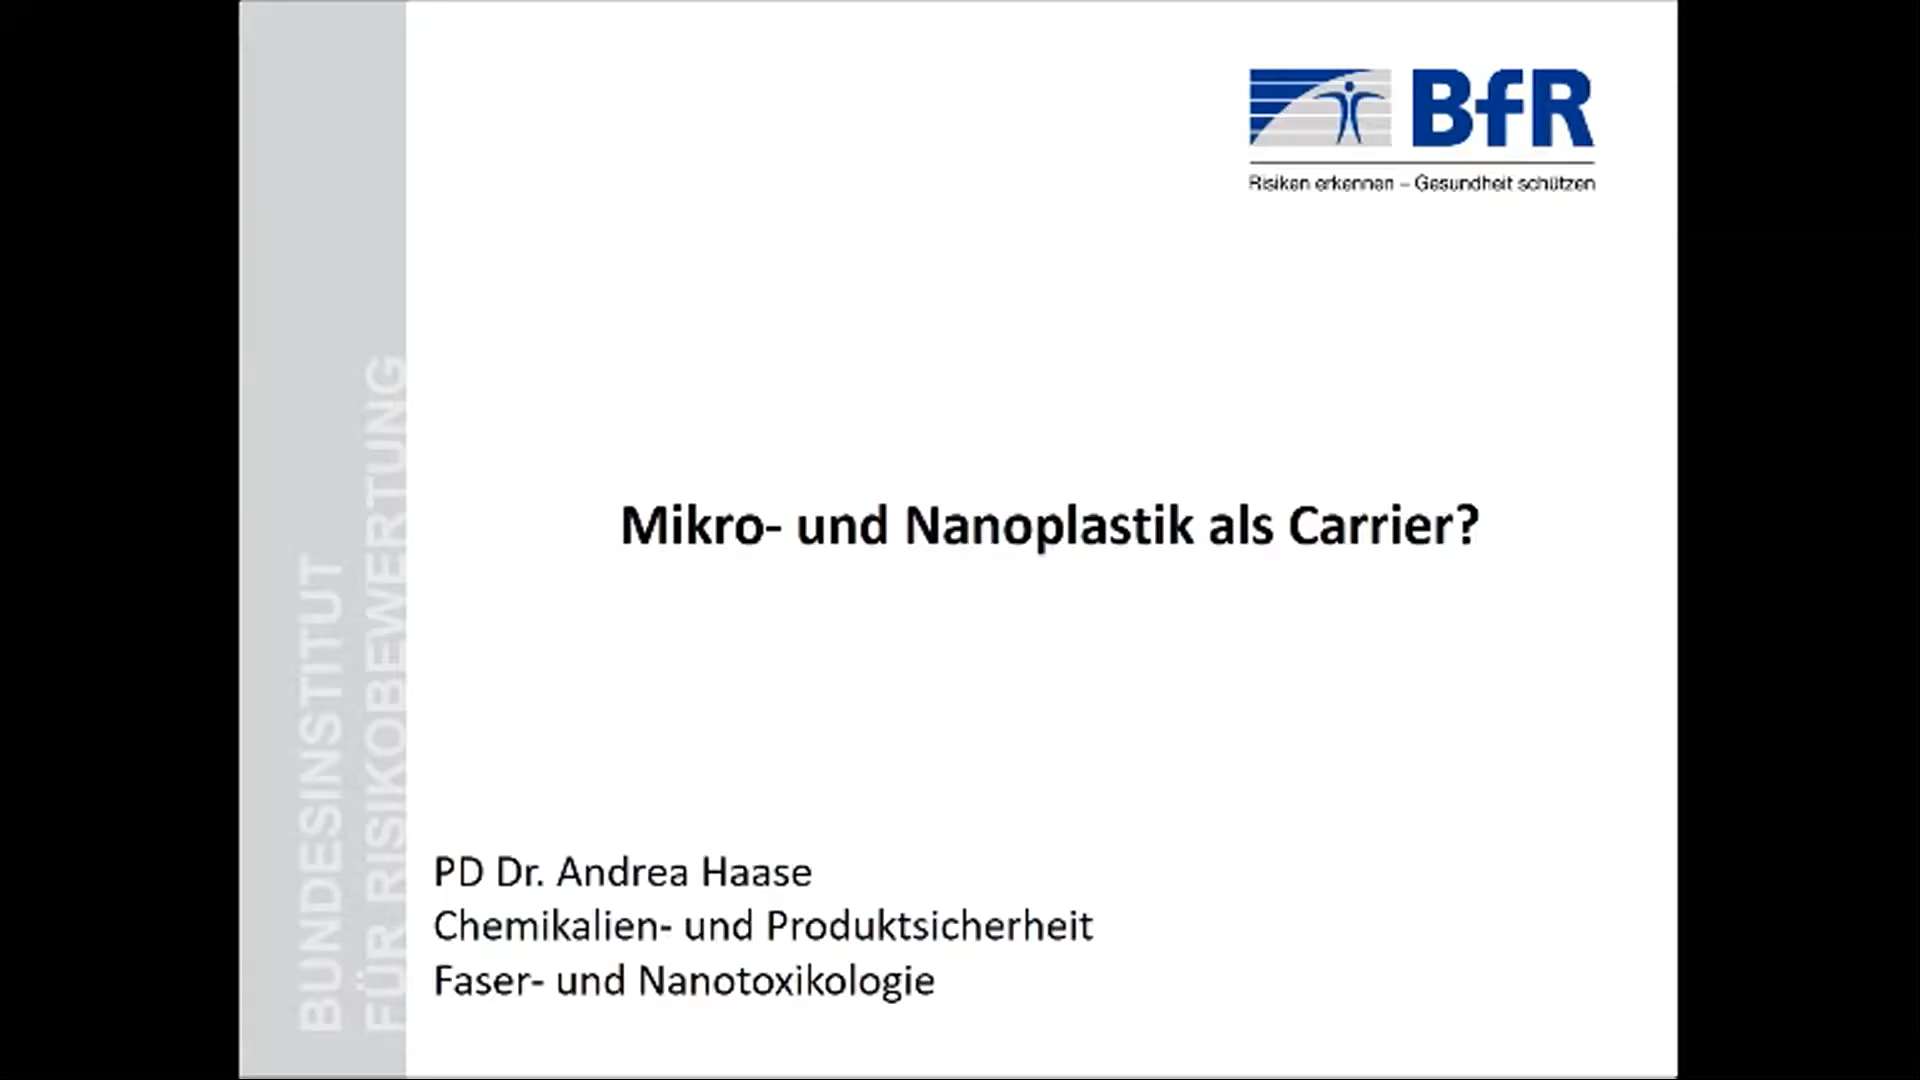 BfR
Risiken erkennen – Gesundheit schützen
BUNDESINSTITUT
FÜR RISIKOBEWERTUNG
Mikro- und Nanoplastik als Carrier?
PD Dr. Andrea Haase
Chemikalien- und Produktsicherheit
Faser- und Nanotoxikologie